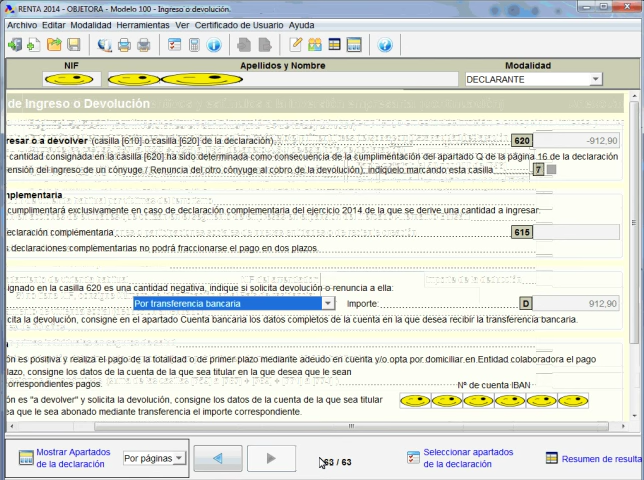 RENTA 2014 - OBJETORA - Modelo 100 - Ingreso o devolución.
Archivo Editar Modalidad Herramientas Ver Certificado de Usuario Ayuda
NIF Apellidos y Nombre Modalidad
DECLARANTE
de Ingreso o Devolución
resar o a devolver (casilla [610] o casilla [620] de la declaración) 620 -912,90
cantidad consignada en la casilla [620] ha sido determinada como consecuencia de la cumplimentación del apartado Q de la página 16 de la declaración
ensión del ingreso de un cónyuge / Renuncia del otro cónyuge al cobro de la devolución), indíquelo marcando esta casilla 7
nplementaria
cumplimentará exclusivamente en caso de declaración complementaria del ejercicio 2014 de la que se derive una cantidad a ingresar.
eclaración complementaria 615
s declaraciones complementarias no podrá fraccionarse el pago en dos plazos.
signado en la casilla 620 es una cantidad negativa, indique si solicita devolución o renuncia a ella:
Por transferencia bancaria Importe: D 912,90
cita la devolución, consigne en el apartado Cuenta bancaria los datos completos de la cuenta en la que desea recibir la transferencia bancaria.
ón es positiva y realiza el pago de la totalidad o de primer plazo mediante adeudo en cuenta y/o opta por domiciliar en Entidad colaboradora el pago
lazo, consigne los datos de la cuenta de la que sea titular en la que desea que le sean
orrespondientes pagos. Nº de cuenta IBAN
ón es "a devolver" y solicita la devolución, consigne los datos de la cuenta de la que sea titular
ea que le sea abonado mediante transferencia el importe correspondiente.
Mostrar Apartados
de la declaración
Por páginas
63 / 63
Seleccionar apartados
de la declaración
Resumen de resulta